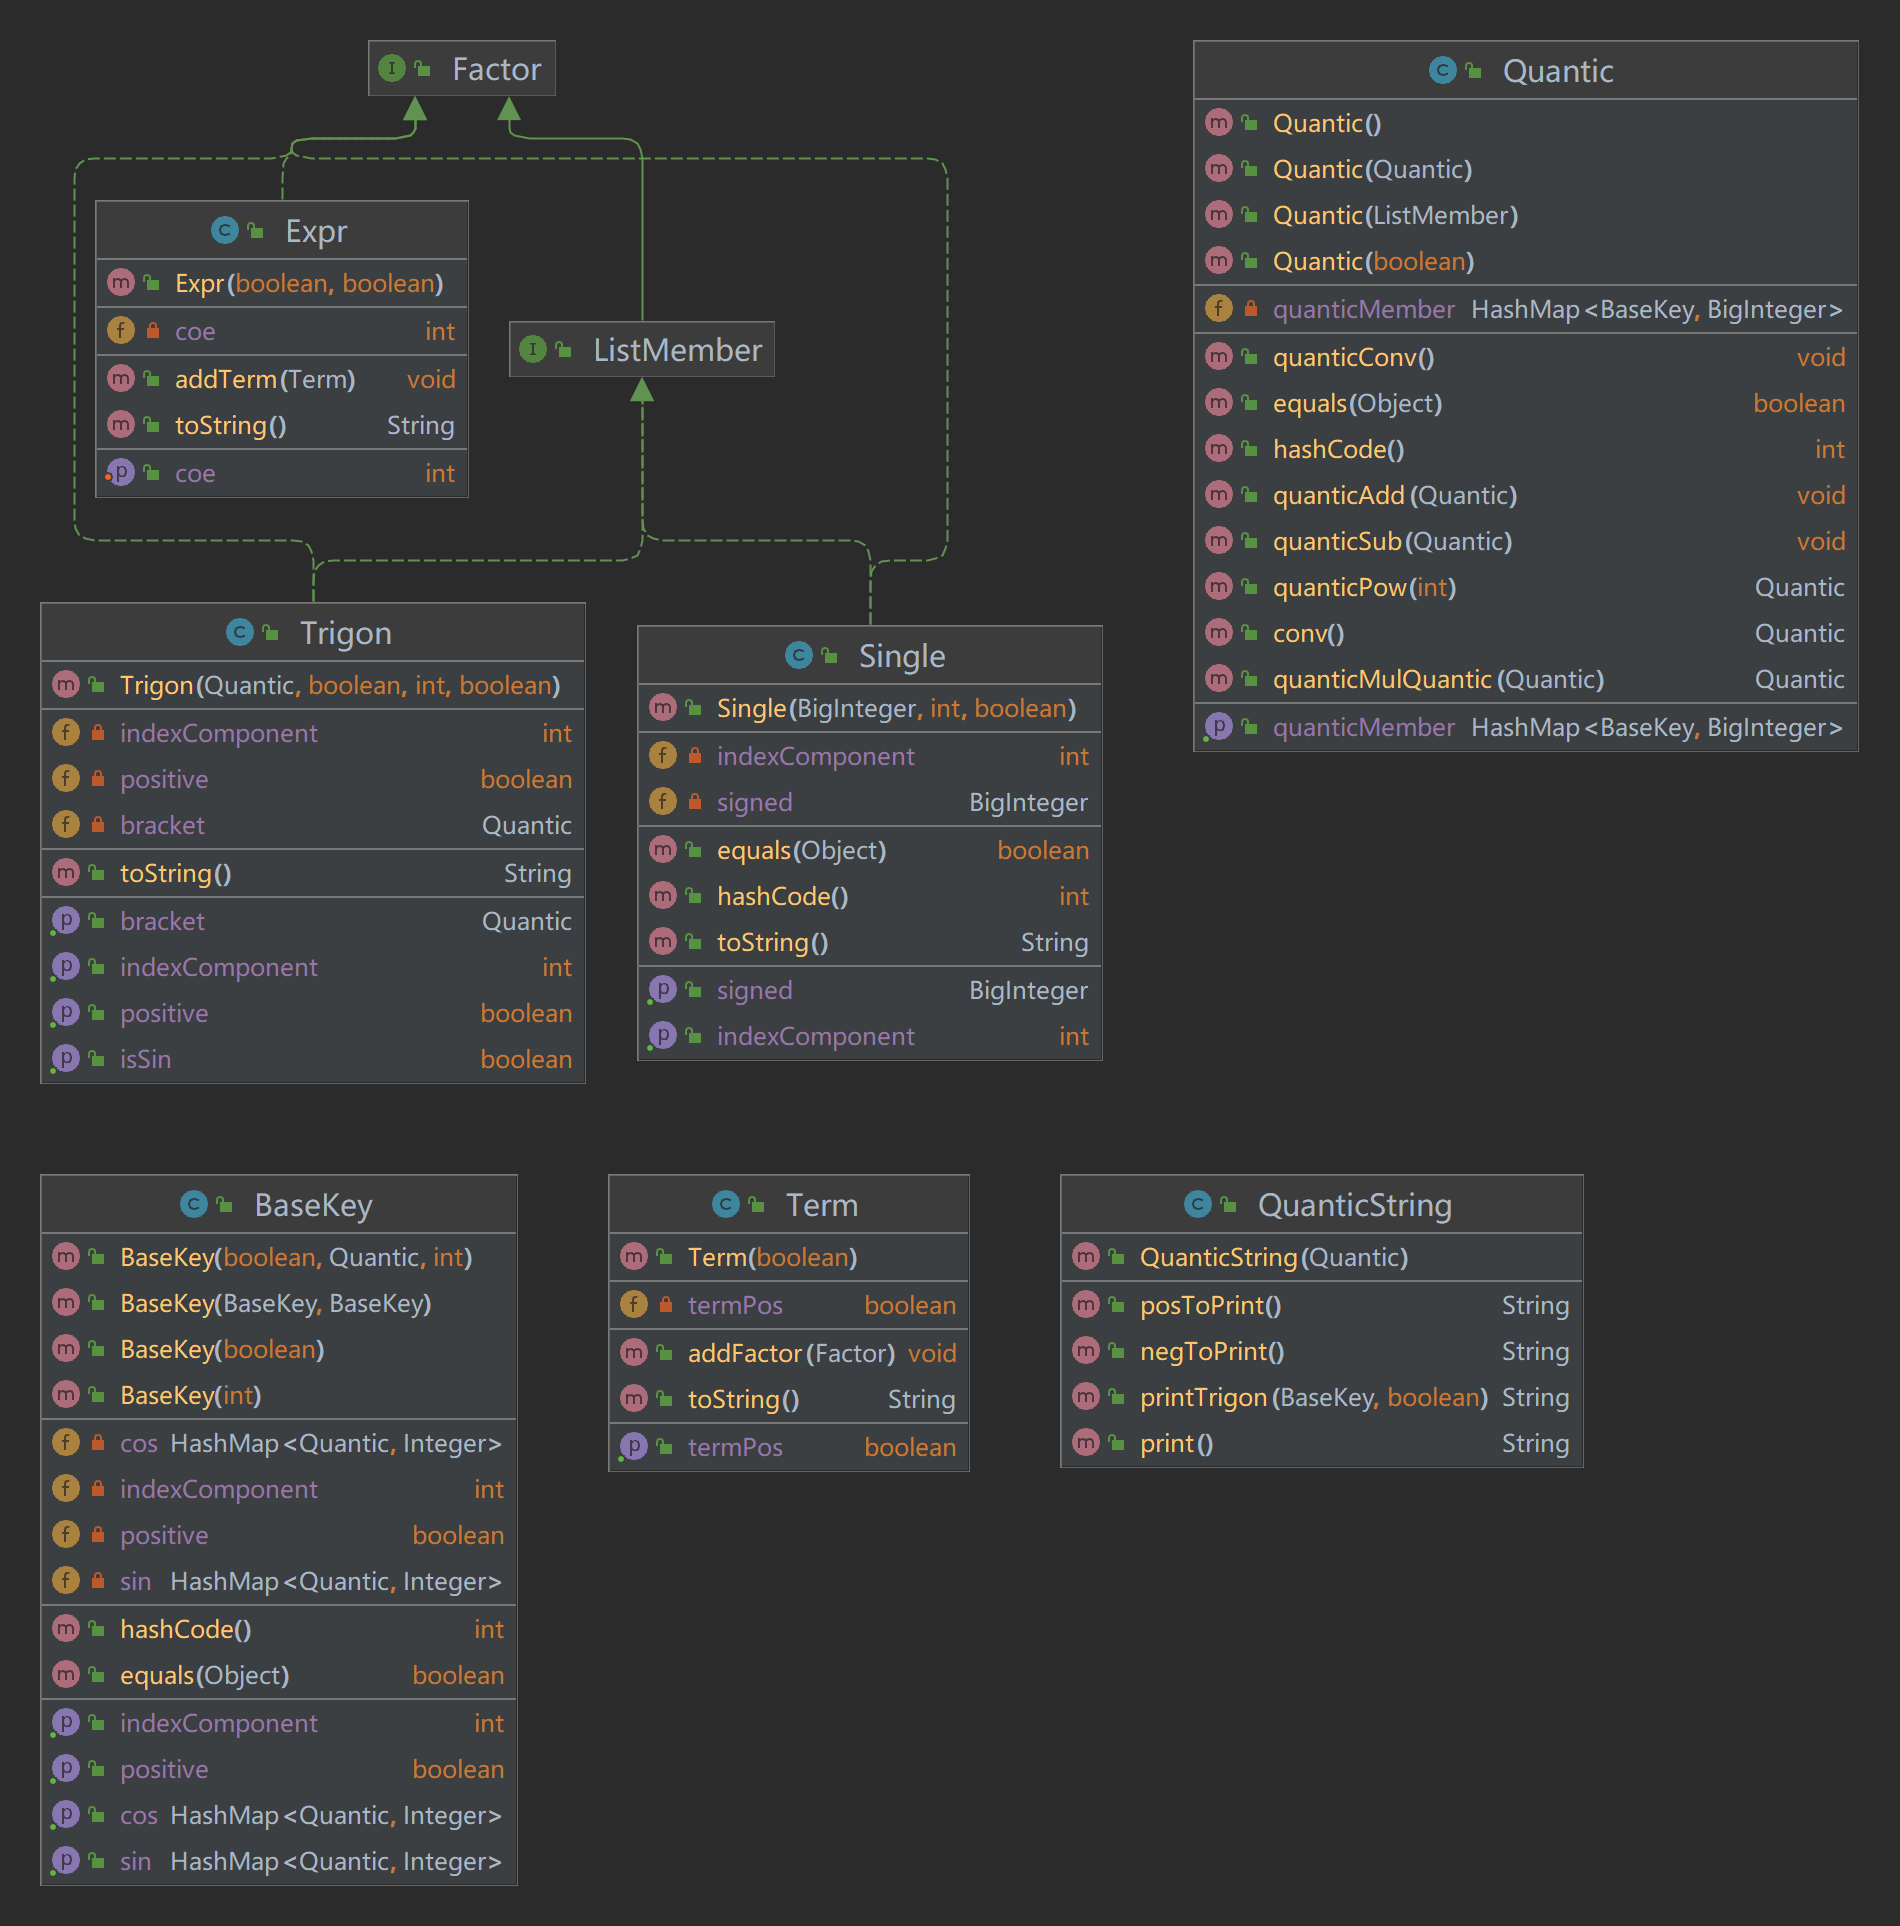 Factor
Expr
Expr(boolean, boolean)
coe int
addTerm(Term) void
toString() String
coe int
ListMember
Quantic
Quantic()
Quantic(Quantic)
Quantic(ListMember)
Quantic(boolean)
quanticMember HashMap<BaseKey, BigInteger>
quanticConv() void
equals(Object) boolean
hashCode() int
quanticAdd(Quantic) void
quanticSub(Quantic) void
quanticPow(int) Quantic
conv() Quantic
quanticMulQuantic(Quantic) Quantic
quanticMember HashMap<BaseKey, BigInteger>
Trigon
Trigon(Quantic, boolean, int, boolean)
indexComponent int
positive boolean
bracket Quantic
toString() String
bracket Quantic
indexComponent int
positive boolean
isSin boolean
Single
Single(BigInteger, int, boolean)
indexComponent int
signed BigInteger
equals(Object) boolean
hashCode() int
toString() String
signed BigInteger
indexComponent int
BaseKey
BaseKey(boolean, Quantic, int)
BaseKey(BaseKey, BaseKey)
BaseKey(boolean)
BaseKey(int)
cos HashMap<Quantic, Integer>
indexComponent int
positive boolean
sin HashMap<Quantic, Integer>
hashCode() int
equals(Object) boolean
indexComponent int
positive boolean
cos HashMap<Quantic, Integer>
sin HashMap<Quantic, Integer>
Term
Term(boolean)
termPos boolean
addFactor(Factor) void
toString() String
termPos boolean
QuanticString
QuanticString(Quantic)
posToPrint() String
negToPrint() String
printTrigon(BaseKey, boolean) String
print() String